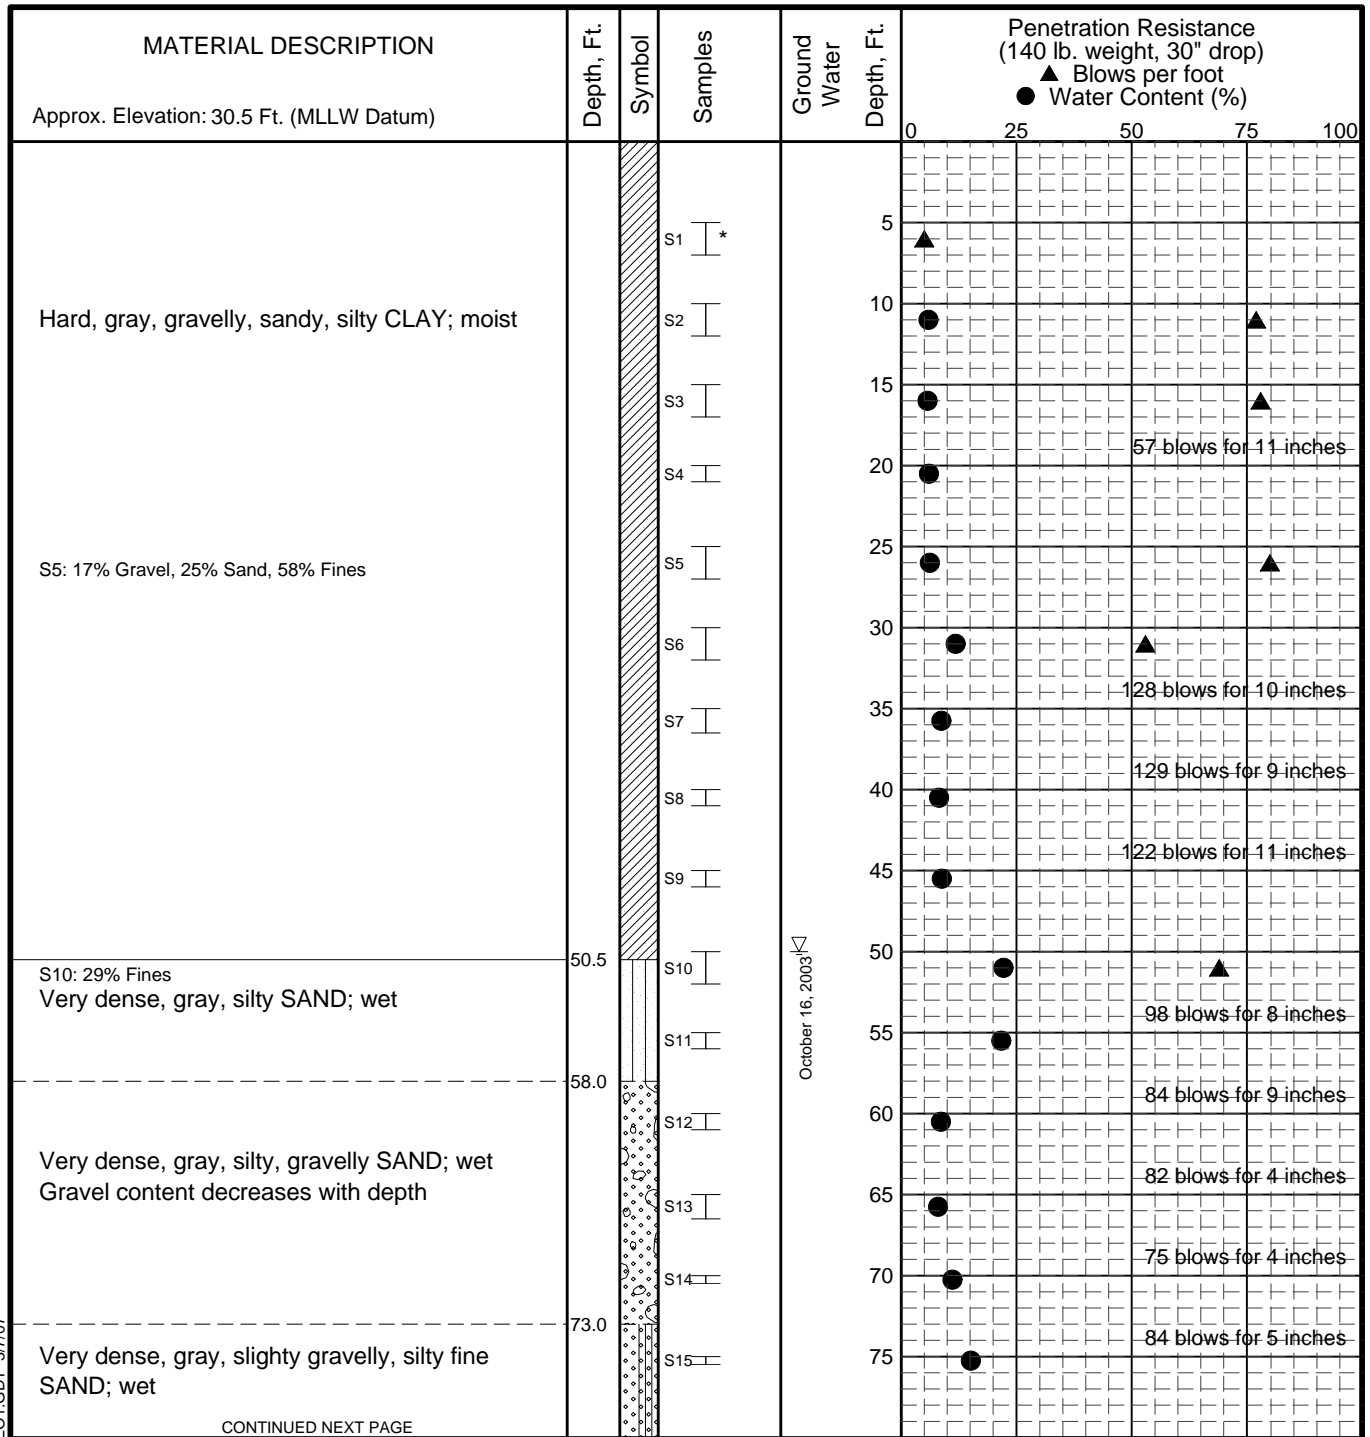 MATERIAL DESCRIPTION
Approx. Elevation: 30.5 Ft. (MLLW Datum)
Depth, Ft.
Symbol
Samples
Ground
Water
Depth, Ft.
Penetration Resistance
(140 lb. weight, 30" drop)
▲ Blows per foot
● Water Content (%)
0 25 50 75 100
5
S1 *
Hard, gray, gravelly, sandy, silty CLAY; moist
10
S2
15
S3
57 blows for 11 inches
20
S4
25
S5: 17% Gravel, 25% Sand, 58% Fines
S5
30
S6
128 blows for 10 inches
35
S7
129 blows for 9 inches
40
S8
122 blows for 11 inches
45
S9
50
October 16, 2003
50.5
S10: 29% Fines
S10
Very dense, gray, silty SAND; wet
98 blows for 8 inches
55
S11
58.0
84 blows for 9 inches
60
S12
Very dense, gray, silty, gravelly SAND; wet
Gravel content decreases with depth
82 blows for 4 inches
65
S13
75 blows for 4 inches
70
S14
73.0
84 blows for 5 inches
75
Very dense, gray, slighty gravelly, silty fine
SAND; wet
S15
CONTINUED NEXT PAGE